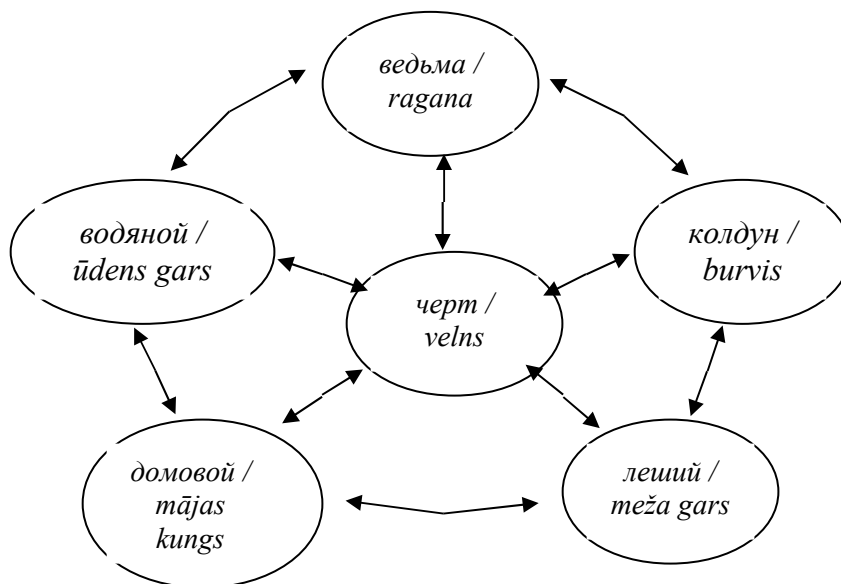 ведьма /
ragana
водяной /
ūdens gars
колдун /
burvis
черт /
velns
домовой /
mājas
kungs
леший /
meža gars